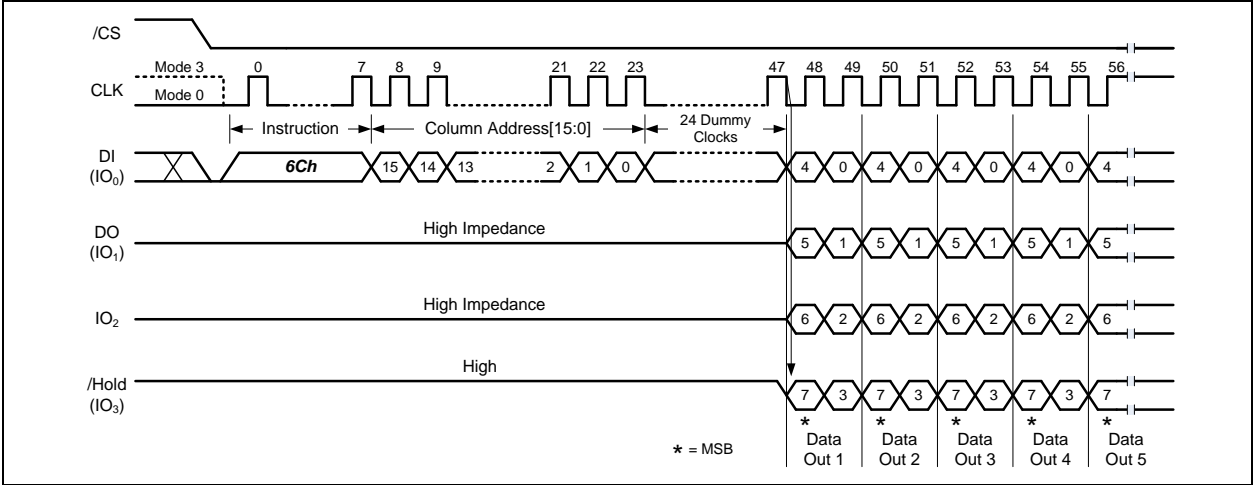 /CS
Mode 3
Mode 0
CLK
0 7 8 9 21 22 23 47 48 49 50 51 52 53 54 55 56
Instruction
Column Address[15:0]
24 Dummy
Clocks
DI
(IO0)
6Ch
15 14 13 2 1 0 4 0 4 0 4 0 4 0 4
DO
(IO1)
High Impedance
5 1 5 1 5 1 5 1 5
IO2
High Impedance
6 2 6 2 6 2 6 2 6
/Hold
(IO3)
High
7 3 7 3 7 3 7 3 7
* * * * *
* = MSB
Data
Out 1
Data
Out 2
Data
Out 3
Data
Out 4
Data
Out 5